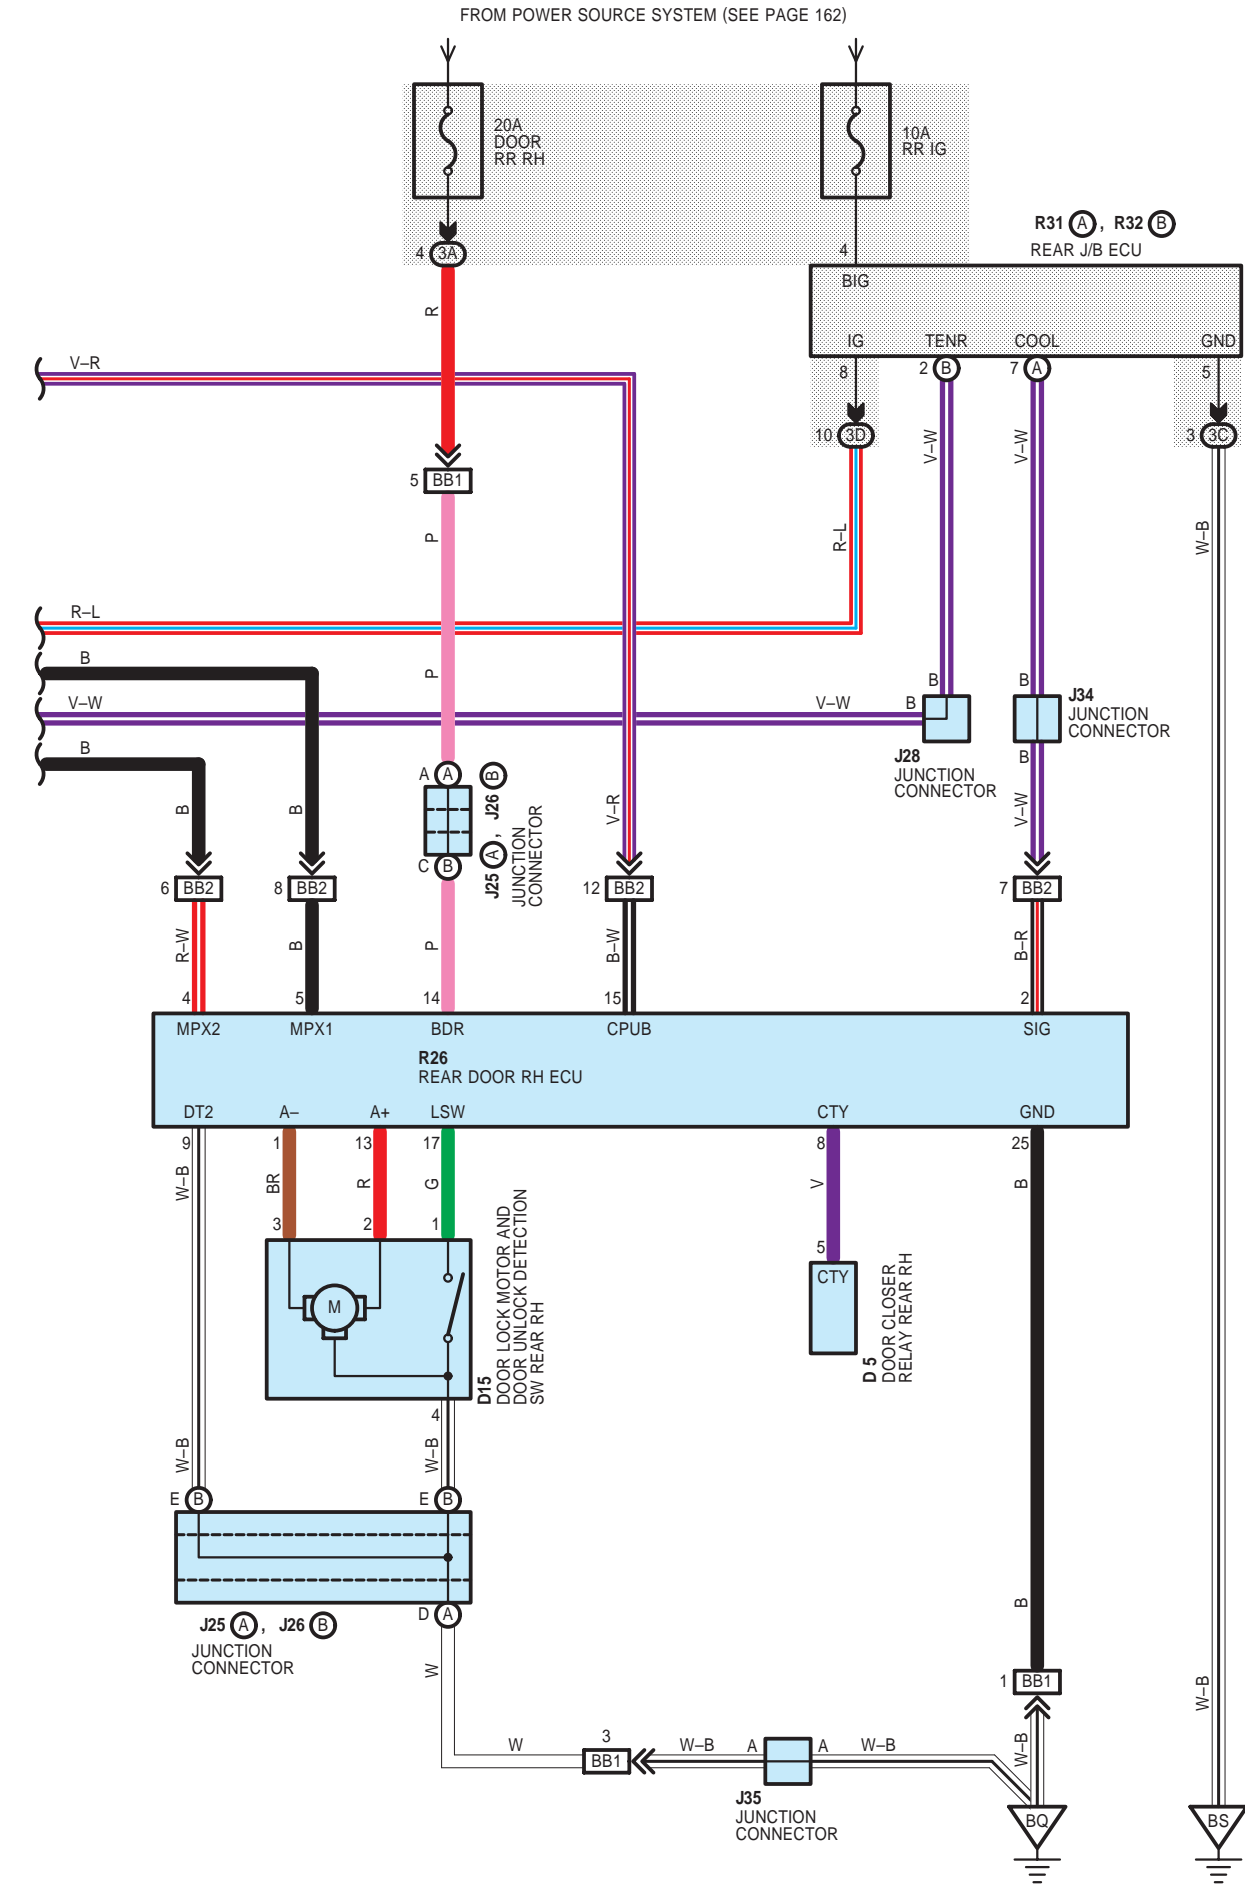 FROM POWER SOURCE SYSTEM (SEE PAGE 162)
20A
DOOR
RR RH
10A
RR IG
R31 A , R32 B
REAR J/B ECU
4 3A
4
BIG
IG TENR COOL GND
8
2 B
7 A
5
10 3D
3 3C
R
V–R
V–W
V–W
5 BB1
P
R–L
W–B
R–L
B
P
V–W
V–W
B
B
B
J34
JUNCTION
CONNECTOR
B
J28
JUNCTION
CONNECTOR
B
A A
J25 A , J26 B
JUNCTION
CONNECTOR
C B
B
B
V–R
V–W
6 BB2
8 BB2
12 BB2
7 BB2
R–W
B
P
B–W
B–R
4
5
14
15
2
MPX2 MPX1 BDR CPUB SIG
R26
REAR DOOR RH ECU
DT2 A– A+ LSW CTY GND
9
1
13
17
8
25
W–B
BR
R
G
V
B
3
2
1
5
CTY
M
D15
DOOR LOCK MOTOR AND
DOOR UNLOCK DETECTION
SW REAR RH
D 5
DOOR CLOSER
RELAY REAR RH
4
W–B
W–B
E B
E B
J25 A , J26 B
JUNCTION
CONNECTOR
D A
W
B
1 BB1
W–B
W–B
W
3
BB1
W–B
A
A
W–B
J35
JUNCTION
CONNECTOR
BQ
BS